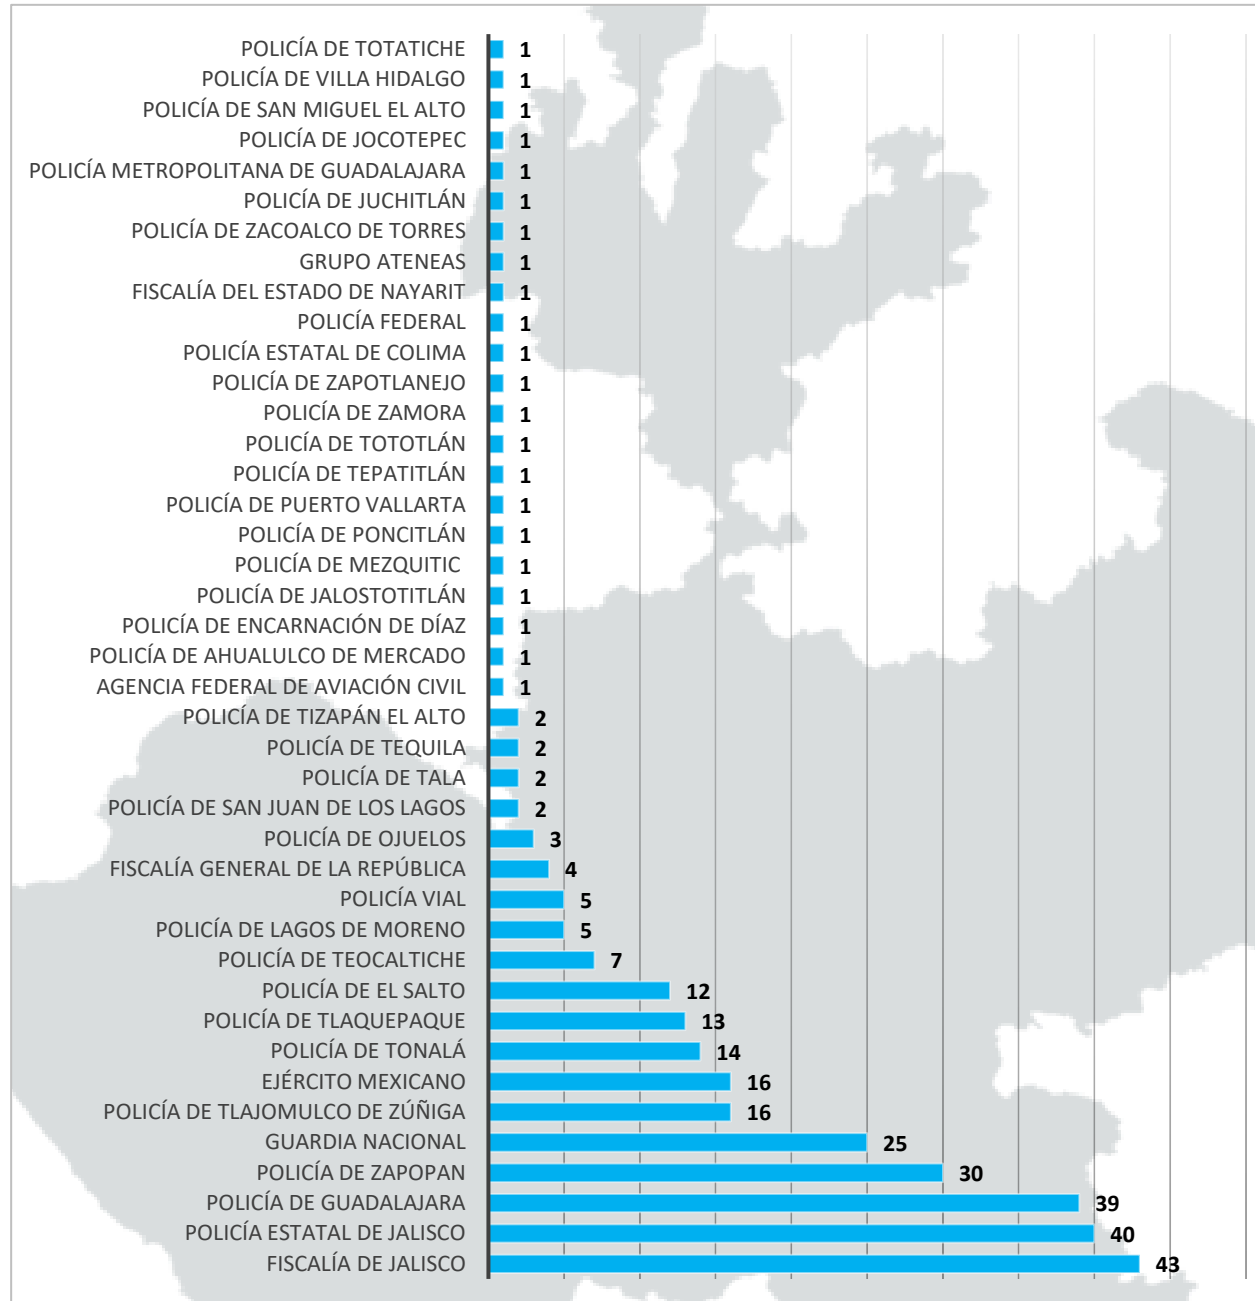 POLICÍA DE TOTATICHE 1
POLICÍA DE VILLA HIDALGO 1
POLICÍA DE SAN MIGUEL EL ALTO 1
POLICÍA DE JOCOTEPEC 1
POLICÍA METROPOLITANA DE GUADALAJARA 1
POLICÍA DE JUCHITLÁN 1
POLICÍA DE ZACOALCO DE TORRES 1
GRUPO ATENEAS 1
FISCALÍA DEL ESTADO DE NAYARIT 1
POLICÍA FEDERAL 1
POLICÍA ESTATAL DE COLIMA 1
POLICÍA DE ZAPOTLANEJO 1
POLICÍA DE ZAMORA 1
POLICÍA DE TOTOTLÁN 1
POLICÍA DE TEPATITLÁN 1
POLICÍA DE PUERTO VALLARTA 1
POLICÍA DE PONCITLÁN 1
POLICÍA DE MEZQUITIC 1
POLICÍA DE JALOSTOTITLÁN 1
POLICÍA DE ENCARNACIÓN DE DÍAZ 1
POLICÍA DE AHUALULCO DE MERCADO 1
AGENCIA FEDERAL DE AVIACIÓN CIVIL 1
POLICÍA DE TIZAPÁN EL ALTO 2
POLICÍA DE TEQUILA 2
POLICÍA DE TALA 2
POLICÍA DE SAN JUAN DE LOS LAGOS 2
POLICÍA DE OJUELOS 3
FISCALÍA GENERAL DE LA REPÚBLICA 4
POLICÍA VIAL 5
POLICÍA DE LAGOS DE MORENO 5
POLICÍA DE TEOCALTICHE 7
POLICÍA DE EL SALTO 12
POLICÍA DE TLAQUEPAQUE 13
POLICÍA DE TONALÁ 14
EJÉRCITO MEXICANO 16
POLICÍA DE TLAJOMULCO DE ZÚÑIGA 16
GUARDIA NACIONAL 25
POLICÍA DE ZAPOPAN 30
POLICÍA DE GUADALAJARA 39
POLICÍA ESTATAL DE JALISCO 40
FISCALÍA DE JALISCO 43